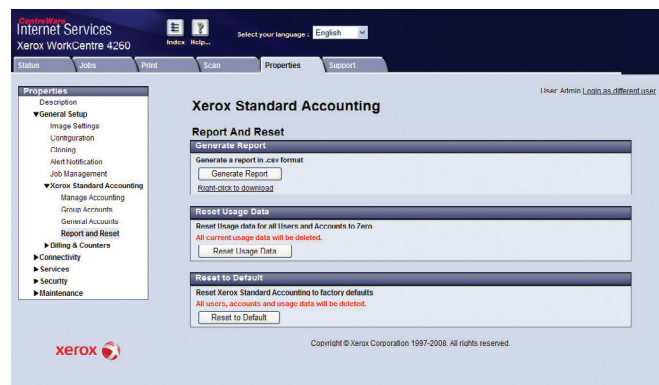 CentreWare
Internet Services
Xerox WorkCentre 4260
Index
Help...
Select your language :
English
Status
Jobs
Print
Scan
Properties
Support
User: Admin Login as different user
Properties
Description
General Setup
Image Settings
Configuration
Cloning
Alert Notification
Job Management
Xerox Standard Accounting
Manage Accounting
Group Accounts
General Accounts
Report and Reset
Billing & Counters
Connectivity
Services
Security
Maintenance
Xerox Standard Accounting
Report And Reset
Generate Report
Generate a report in .csv format
Generate Report
Right-click to download
Reset Usage Data
Reset Usage data for all Users and Accounts to Zero
All current usage data will be deleted.
Reset Usage Data
Reset to Default
Reset Xerox Standard Accounting to factory defaults
All users, accounts and usage data will be deleted.
Reset to Default
xerox
Copyright © Xerox Corporation 1997-2008. All rights reserved.